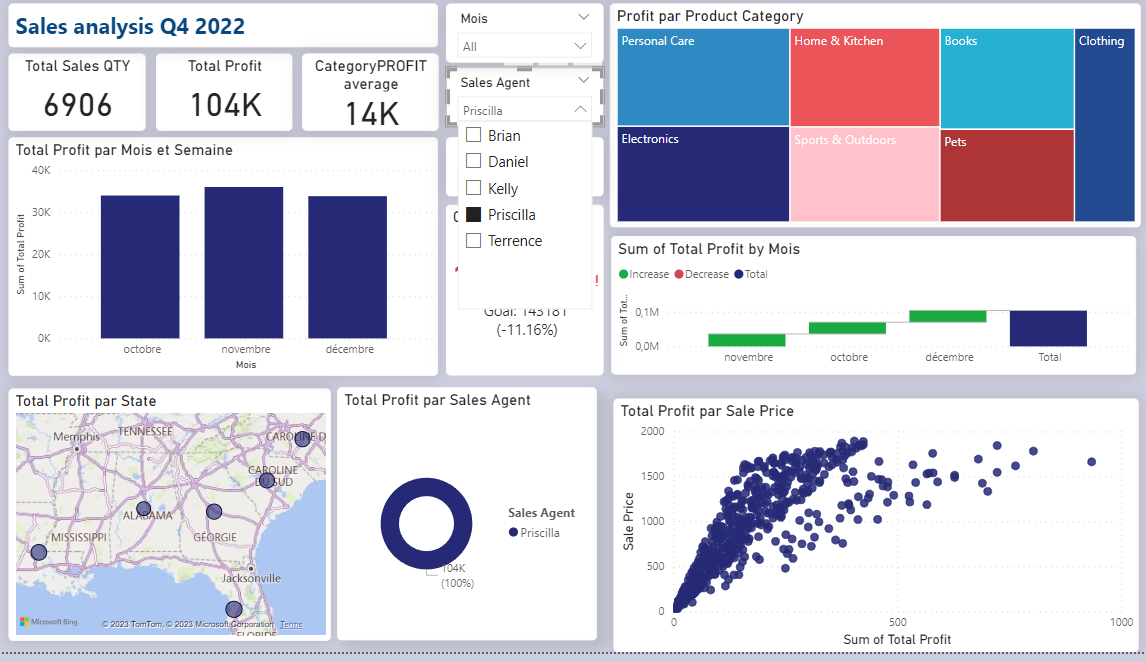 Sales analysis Q4 2022
Total Sales QTY
6906
Total Profit
104K
CategoryPROFIT
average
14K
Mois
All
Sales Agent
Priscilla
Brian
Daniel
Kelly
Priscilla
Terrence
!
Goal: 143181
(-11.16%)
Total Profit par Mois et Semaine
Sum of Total Profit
40K
30K
20K
10K
0K
octobre
novembre
décembre
Mois
Profit par Product Category
Personal Care
Home & Kitchen
Books
Clothing
Electronics
Sports & Outdoors
Pets
Sum of Total Profit by Mois
Increase
Decrease
Total
Sum of Tot...
0,1M
0,0M
novembre
octobre
décembre
Total
Total Profit par State
Memphis
TENNESSEE
CAROLINE D
CAROLINE
DU SUD
ALABAMA
MISSISSIPPI
GÉORGIE
Jacksonville
FLORIDE
Microsoft Bing
© 2023 TomTom, © 2023 Microsoft Corporation Terms
Total Profit par Sales Agent
104K
(100%)
Sales Agent
Priscilla
Total Profit par Sale Price
Sale Price
2000
1500
1000
500
0
0
500
1000
Sum of Total Profit